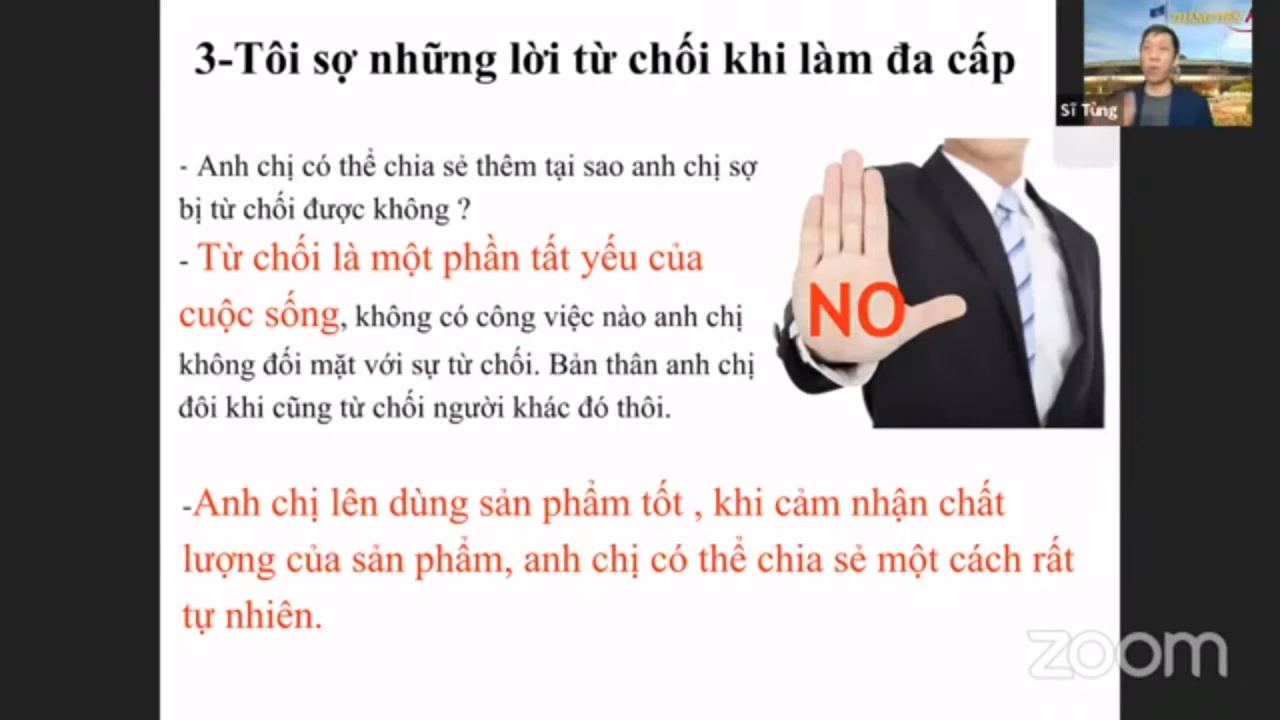 3-Tôi sợ những lời từ chối khi làm đa cấp
Sĩ Tùng
- Anh chị có thể chia sẻ thêm tại sao anh chị sợ
bị từ chối được không ?
- Từ chối là một phần tất yếu của
cuộc sống, không có công việc nào anh chị
không đối mặt với sự từ chối. Bản thân anh chị
đôi khi cũng từ chối người khác đó thôi.
NO
-Anh chị lên dùng sản phẩm tốt , khi cảm nhận chất
lượng của sản phẩm, anh chị có thể chia sẻ một cách rất
tự nhiên.
zoom